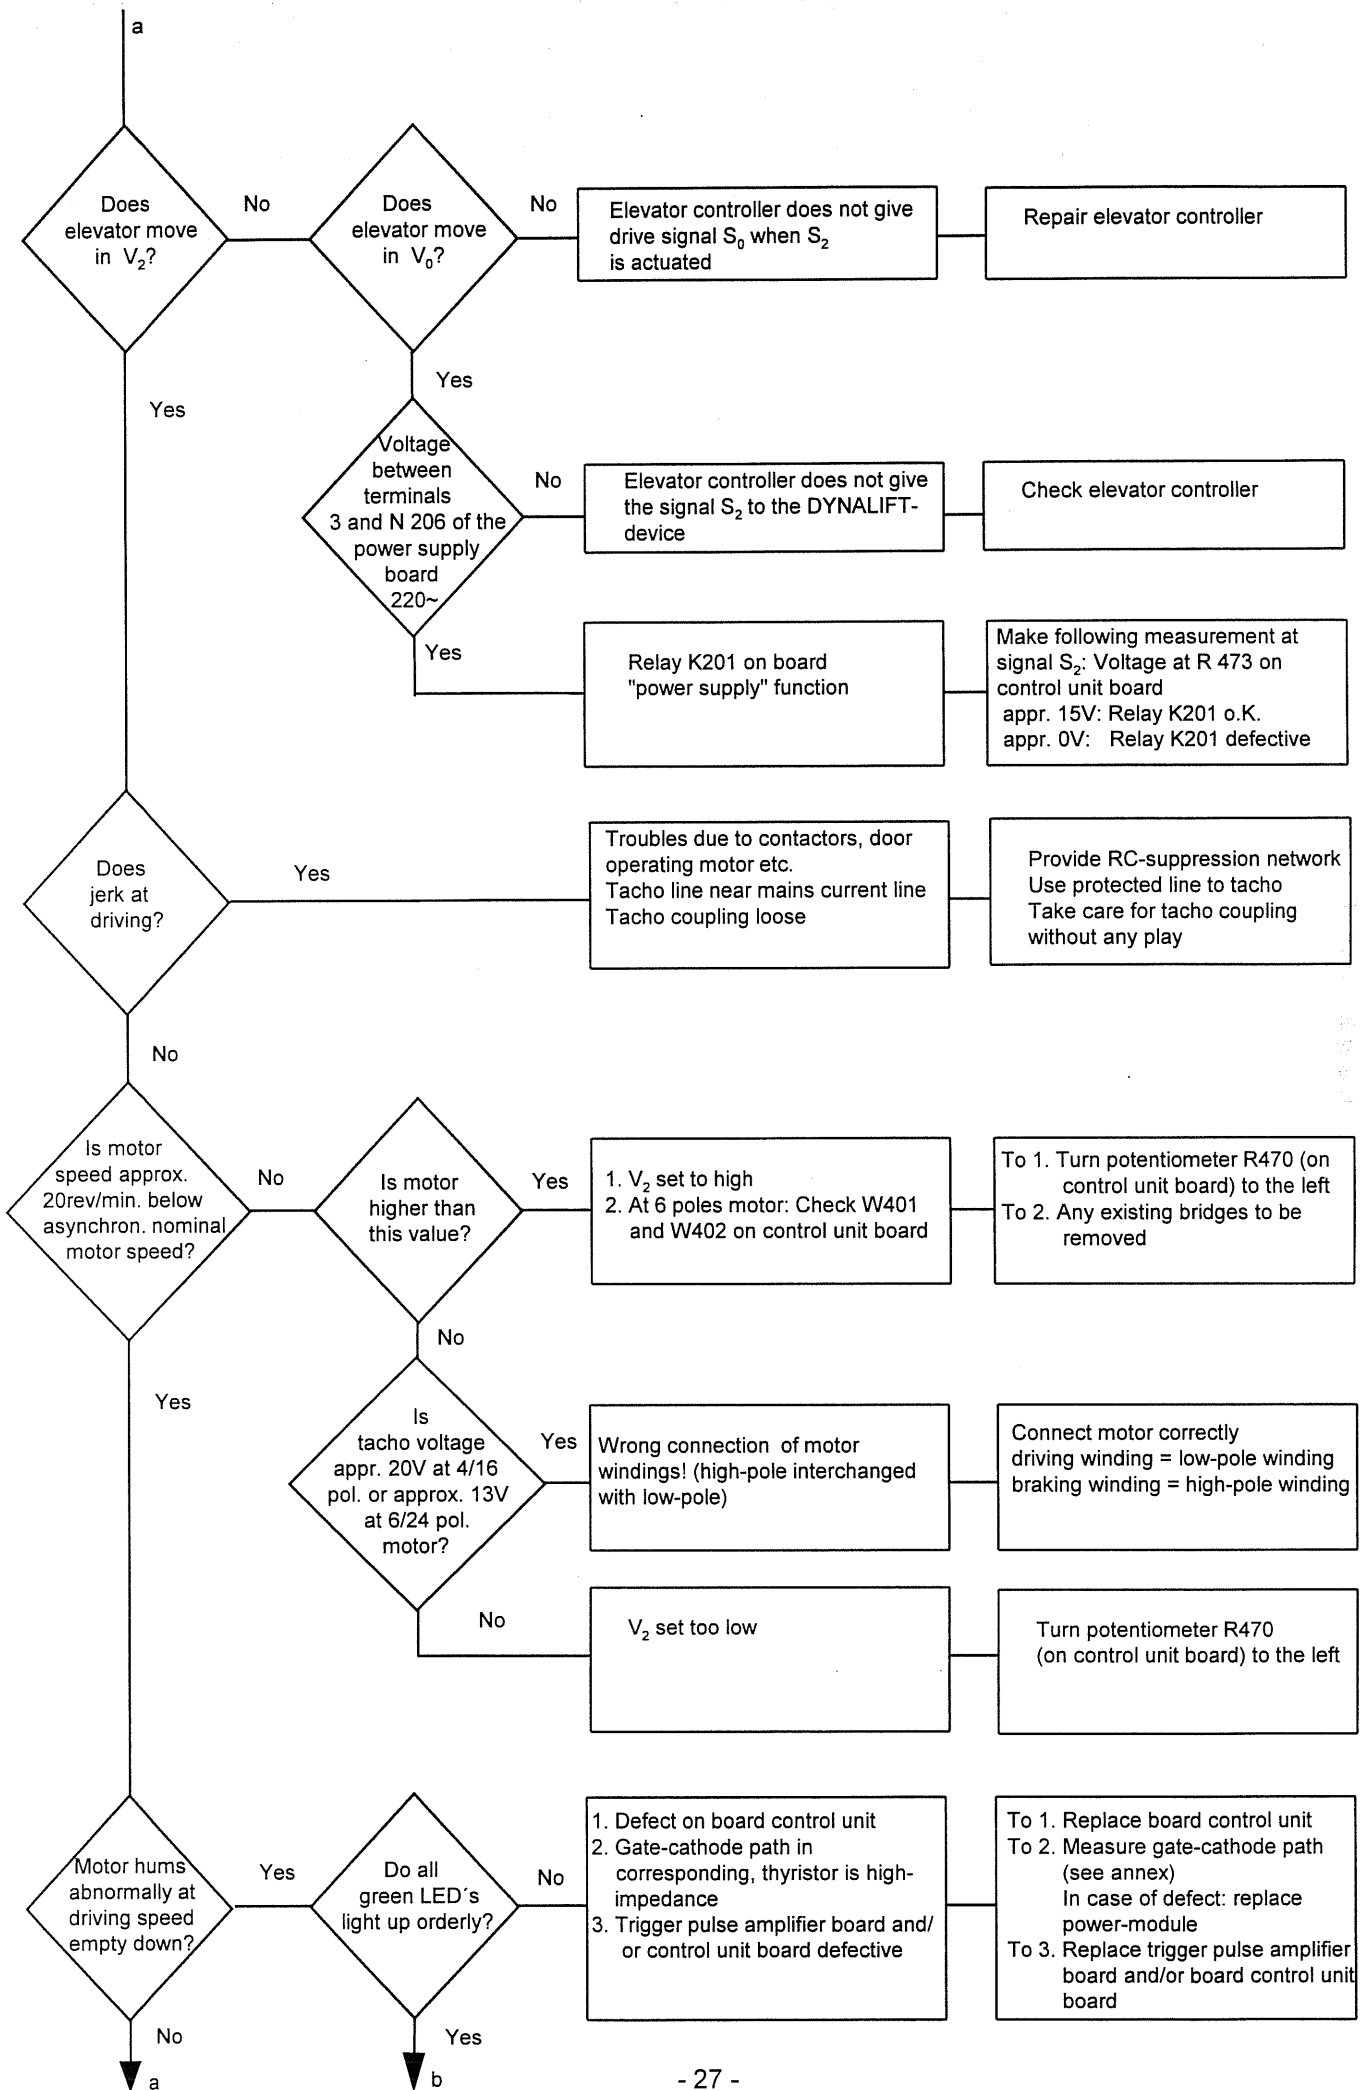 a
Does
elevator move
in V₂?
No
Does
elevator move
in V₀?
No
Elevator controller does not give
drive signal S₀ when S₂
is actuated
Repair elevator controller
Yes
Yes
Voltage
between
terminals
3 and N 206 of the
power supply
board
220~
No
Elevator controller does not give
the signal S₂ to the DYNALIFT-
device
Check elevator controller
Yes
Relay K201 on board
"power supply" function
Make following measurement at
signal S₂: Voltage at R 473 on
control unit board
appr. 15V: Relay K201 o.K.
appr. 0V: Relay K201 defective
Does
jerk at
driving?
Yes
Troubles due to contactors, door
operating motor etc.
Tacho line near mains current line
Tacho coupling loose
Provide RC-suppression network
Use protected line to tacho
Take care for tacho coupling
without any play
No
Is motor
speed approx.
20rev/min. below
asynchron. nominal
motor speed?
No
Is motor
higher than
this value?
Yes
1. V₂ set to high
2. At 6 poles motor: Check W401
and W402 on control unit board
To 1. Turn potentiometer R470 (on
control unit board) to the left
To 2. Any existing bridges to be
removed
No
Yes
Is
tacho voltage
appr. 20V at 4/16
pol. or approx. 13V
at 6/24 pol.
motor?
Yes
Wrong connection of motor
windings! (high-pole interchanged
with low-pole)
Connect motor correctly
driving winding = low-pole winding
braking winding = high-pole winding
No
V₂ set too low
Turn potentiometer R470
(on control unit board) to the left
Motor hums
abnormally at
driving speed
empty down?
Yes
Do all
green LED´s
light up orderly?
No
1. Defect on board control unit
2. Gate-cathode path in
corresponding, thyristor is high-
impedance
3. Trigger pulse amplifier board and/
or control unit board defective
To 1. Replace board control unit
To 2. Measure gate-cathode path
(see annex)
In case of defect: replace
power-module
To 3. Replace trigger pulse amplifier
board and/or board control unit
board
No
Yes
a
b
- 27 -